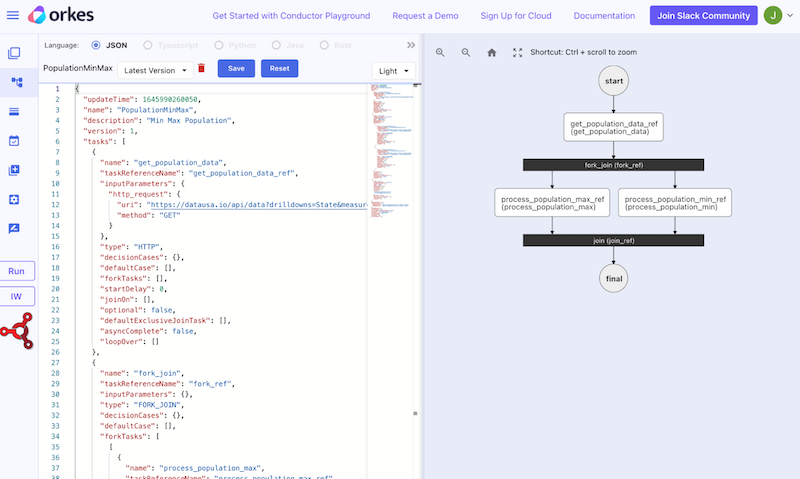 orkes
Get Started with Conductor Playground
Request a Demo
Sign Up for Cloud
Documentation
Join Slack Community
J
Language:
JSON
Typescript
Python
Java
Rust
PopulationMinMax
Latest Version
Save
Reset
Light
Run
IW
1 {
2 "updateTime": 1645990260050,
3 "name": "PopulationMinMax",
4 "description": "Min Max Population",
5 "version": 1,
6 "tasks": [
7 {
8 "name": "get_population_data",
9 "taskReferenceName": "get_population_data_ref",
10 "inputParameters": {
11 "http_request": {
12 "uri": "https://datausa.io/api/data?drilldowns=State&measur
13 "method": "GET"
14 }
15 },
16 "type": "HTTP",
17 "decisionCases": {},
18 "defaultCase": [],
19 "forkTasks": [],
20 "startDelay": 0,
21 "joinOn": [],
22 "optional": false,
23 "defaultExclusiveJoinTask": [],
24 "asyncComplete": false,
25 "loopOver": []
26 },
27 {
28 "name": "fork_join",
29 "taskReferenceName": "fork_ref",
30 "inputParameters": {},
31 "type": "FORK_JOIN",
32 "decisionCases": {},
33 "defaultCase": [],
34 "forkTasks": [
35 [
36 {
37 "name": "process_population_max",
38 "taskReferenceName": "process_population_max_ref"
Shortcut: Ctrl + scroll to zoom
start
get_population_data_ref
(get_population_data)
fork_join (fork_ref)
process_population_max_ref
(process_population_max)
process_population_min_ref
(process_population_min)
join (join_ref)
final